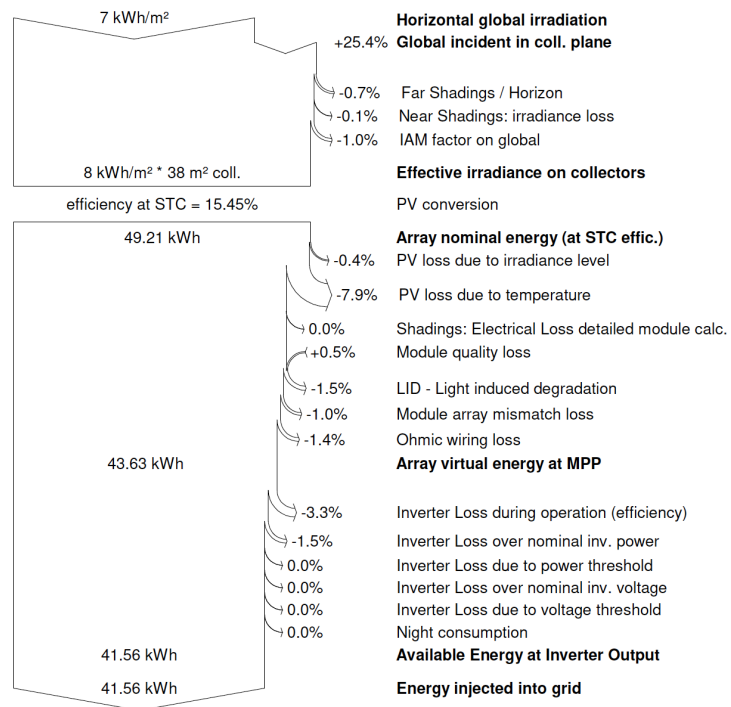 7 kWh/m² Horizontal global irradiation
+25.4% Global incident in coll. plane
-0.7% Far Shadings / Horizon
-0.1% Near Shadings: irradiance loss
-1.0% IAM factor on global
8 kWh/m² * 38 m² coll. Effective irradiance on collectors
efficiency at STC = 15.45% PV conversion
49.21 kWh Array nominal energy (at STC effic.)
-0.4% PV loss due to irradiance level
-7.9% PV loss due to temperature
0.0% Shadings: Electrical Loss detailed module calc.
+0.5% Module quality loss
-1.5% LID - Light induced degradation
-1.0% Module array mismatch loss
-1.4% Ohmic wiring loss
43.63 kWh Array virtual energy at MPP
-3.3% Inverter Loss during operation (efficiency)
-1.5% Inverter Loss over nominal inv. power
0.0% Inverter Loss due to power threshold
0.0% Inverter Loss over nominal inv. voltage
0.0% Inverter Loss due to voltage threshold
0.0% Night consumption
41.56 kWh Available Energy at Inverter Output
41.56 kWh Energy injected into grid